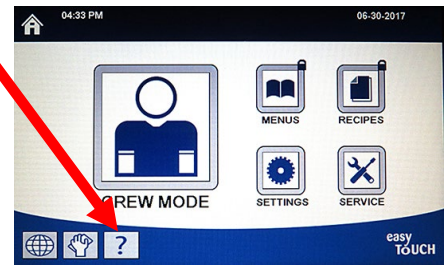 04:33 PM
06-30-2017
MENUS
RECIPES
CREW MODE
SETTINGS
SERVICE
?
easy
TOUCH